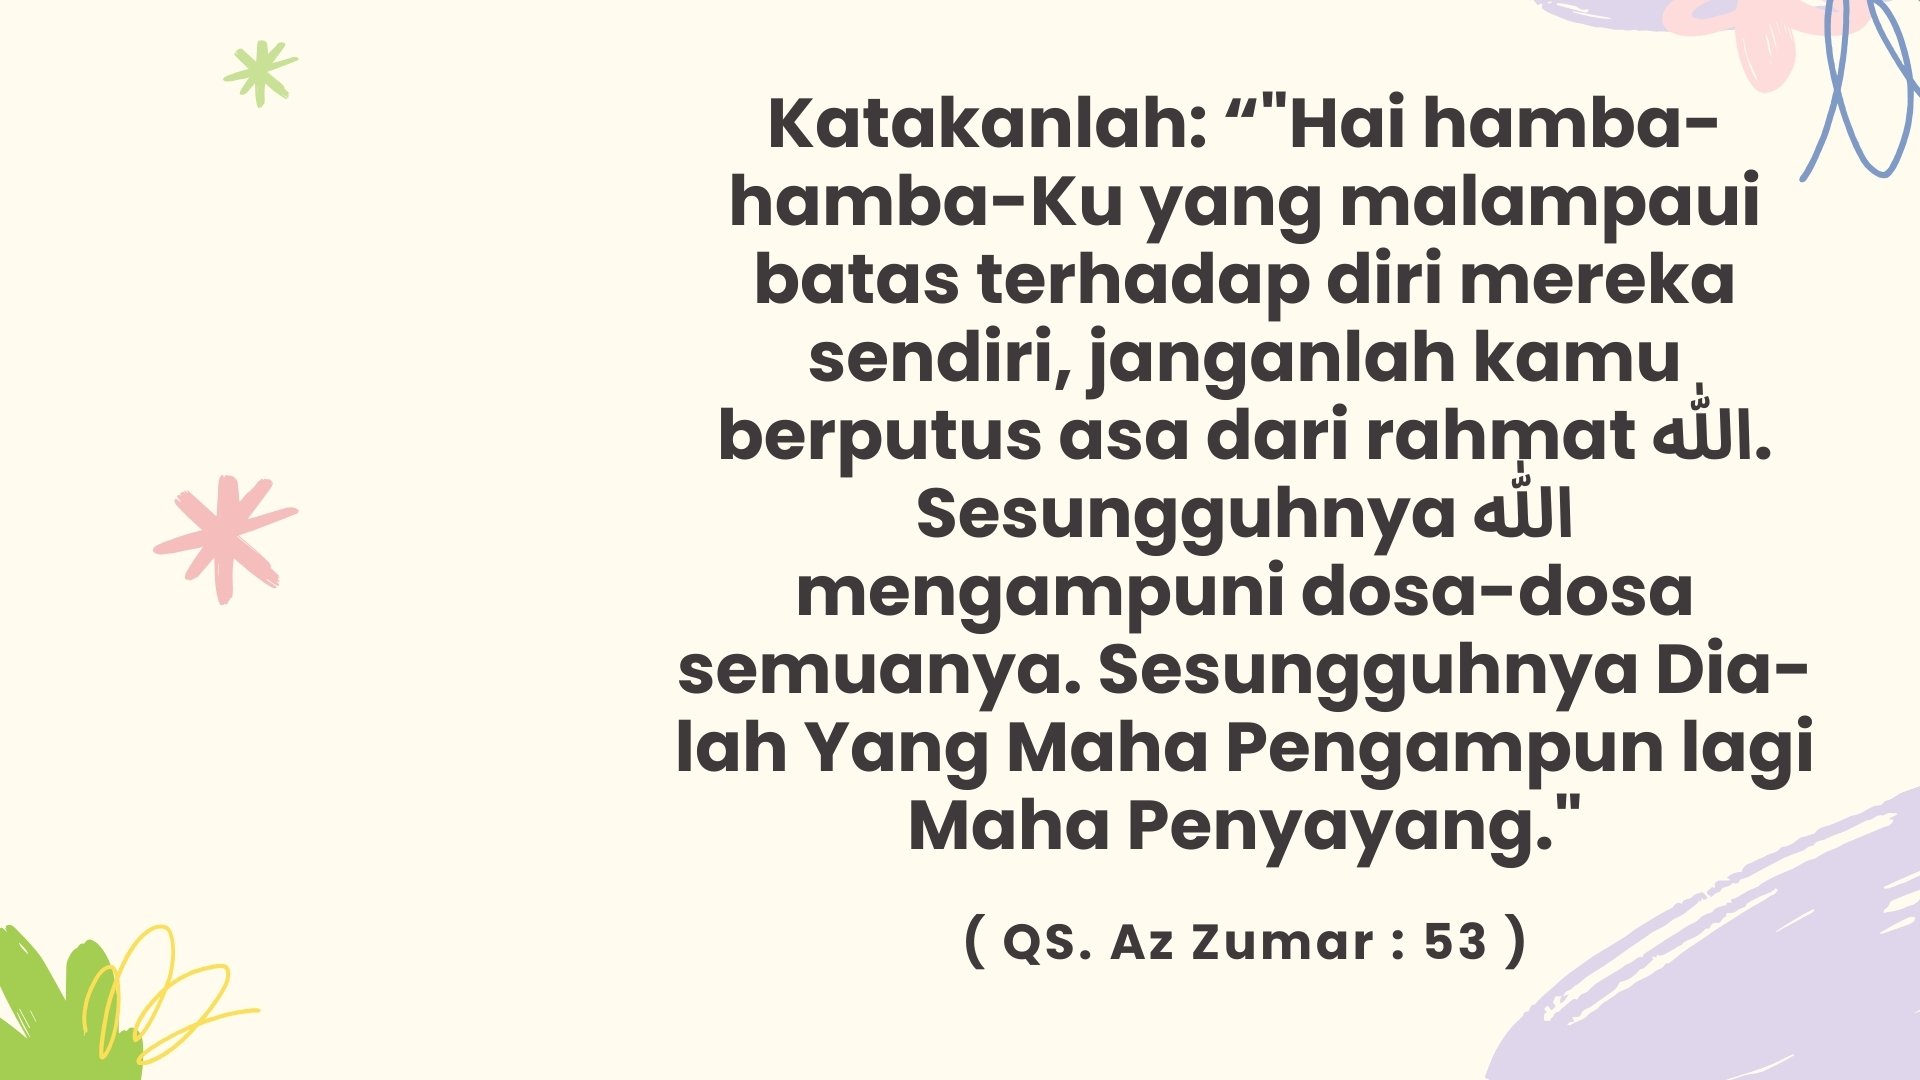 Katakanlah: “"Hai hamba-
hamba-Ku yang malampaui
batas terhadap diri mereka
sendiri, janganlah kamu
berputus asa dari rahmat الله.
Sesungguhnya الله
mengampuni dosa-dosa
semuanya. Sesungguhnya Dia-
lah Yang Maha Pengampun lagi
Maha Penyayang."
( QS. Az Zumar : 53 )